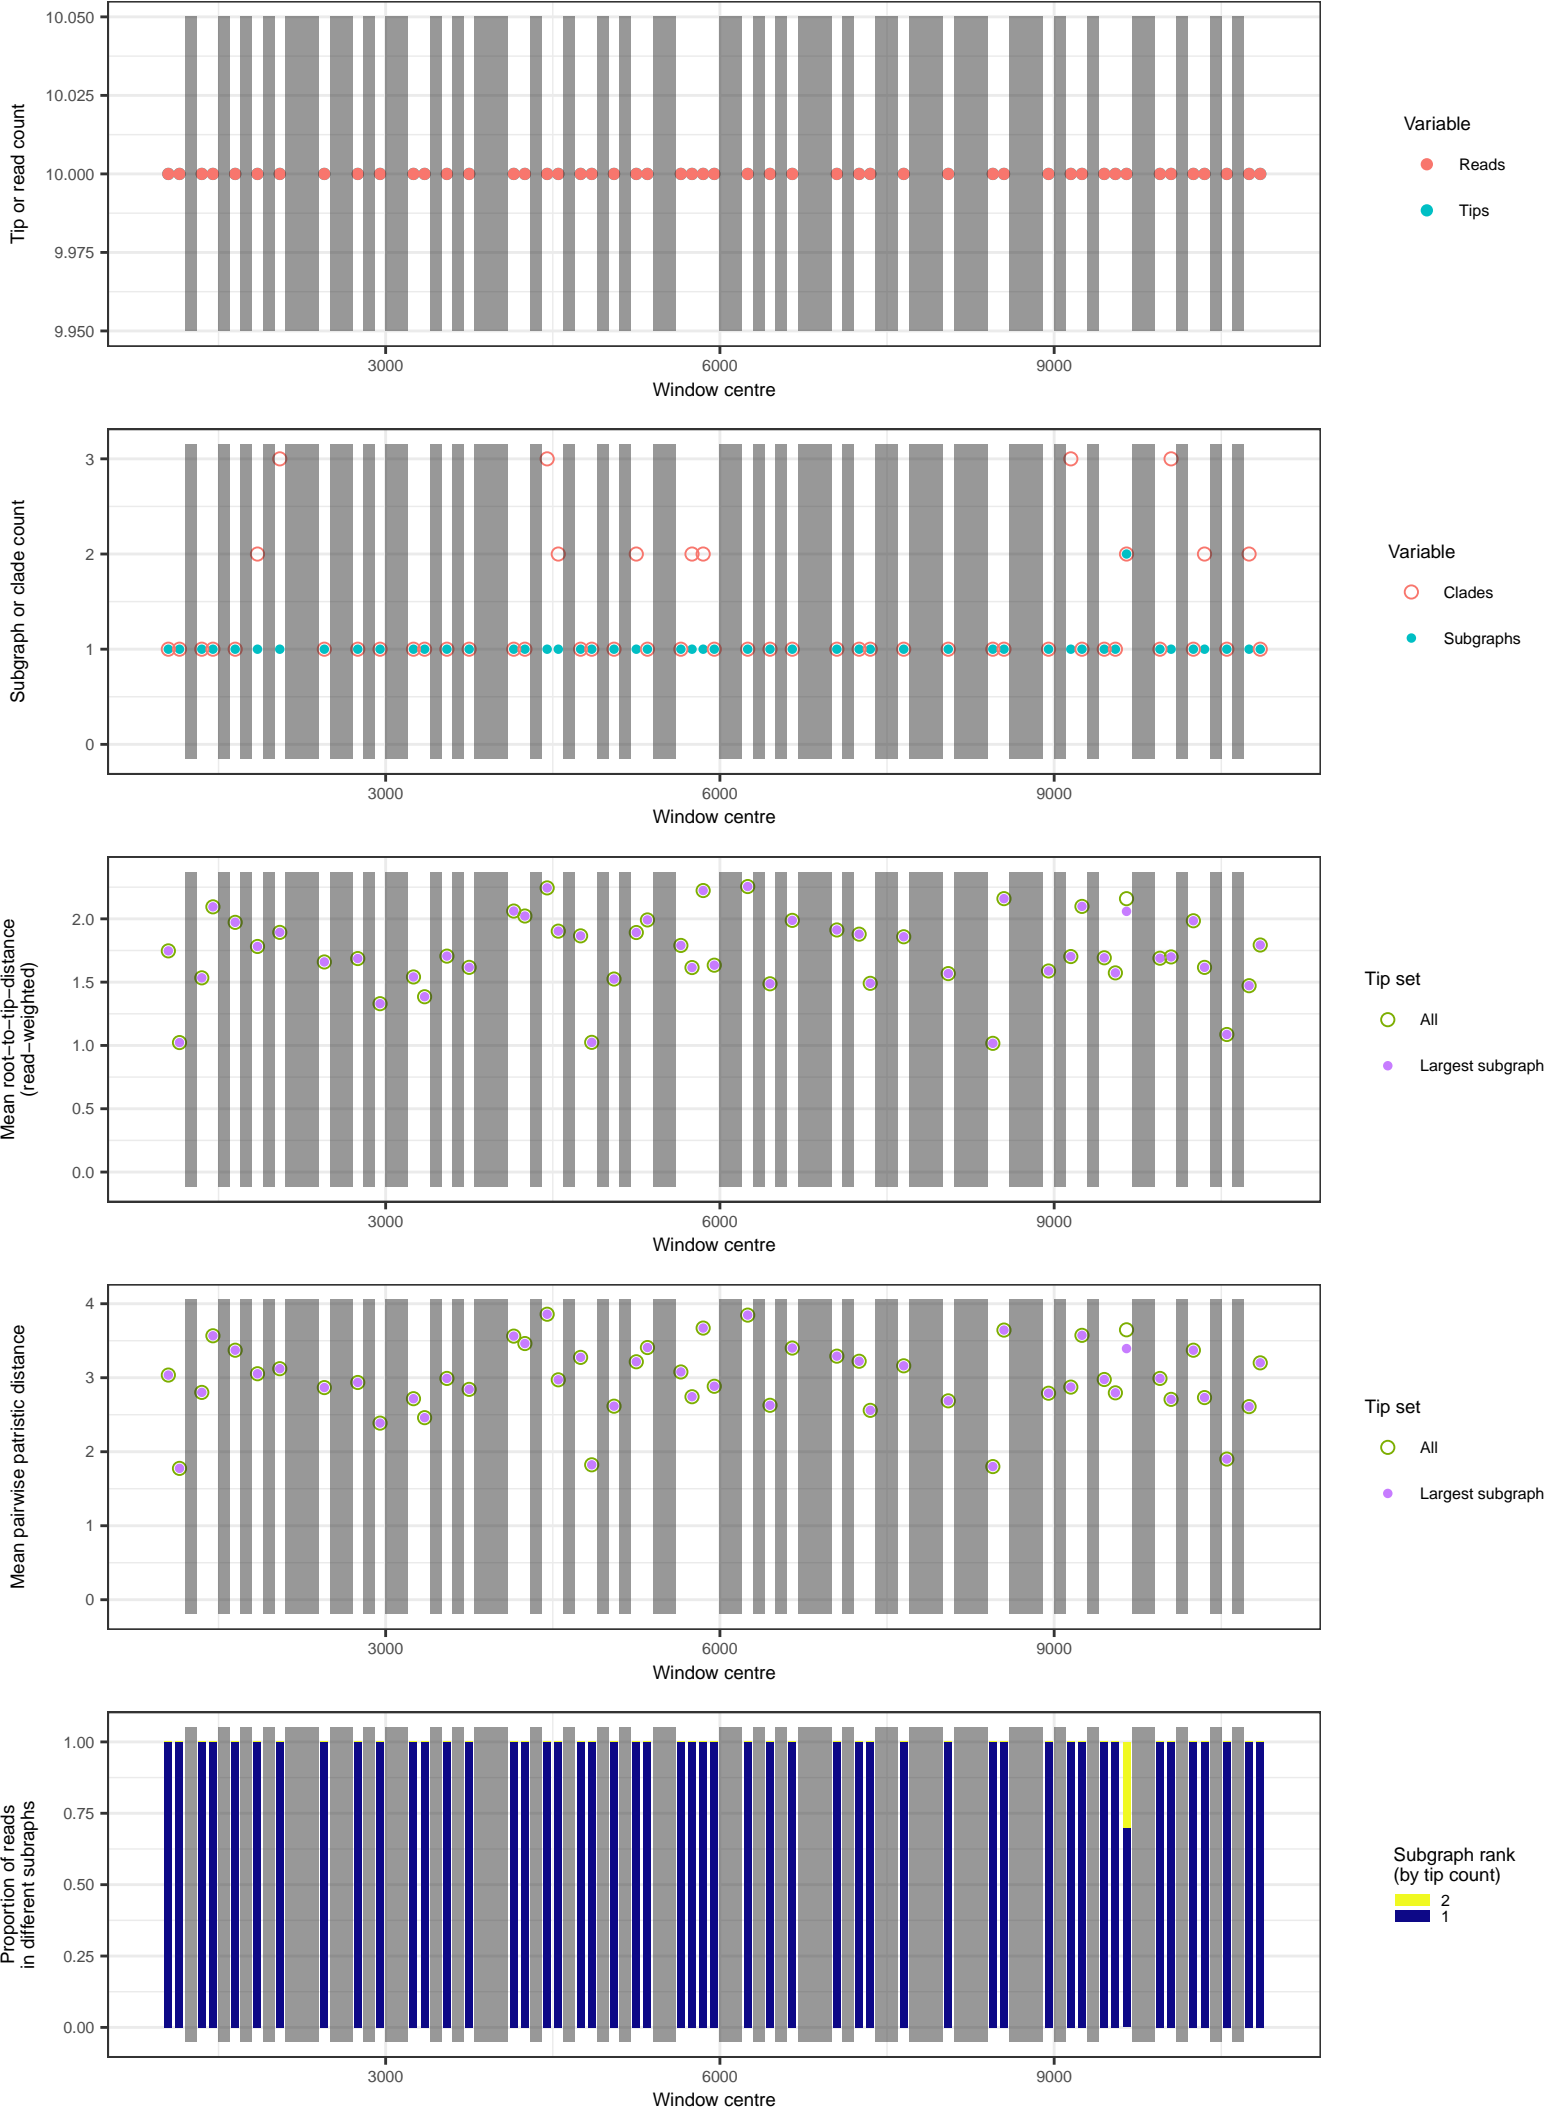 10.050
10.025
10.000
9.975
9.950
Tip or read count
3000
6000
9000
Window centre
Variable
Reads
Tips
3
2
1
0
Subgraph or clade count
3000
6000
9000
Window centre
Variable
Clades
Subgraphs
2.0
1.5
1.0
0.5
0.0
Mean root−to−tip−distance
(read−weighted)
3000
6000
9000
Window centre
Tip set
All
Largest subgraph
4
3
2
1
0
Mean pairwise patristic distance
3000
6000
9000
Window centre
Tip set
All
Largest subgraph
1.00
0.75
0.50
0.25
0.00
Proportion of reads
in different subraphs
3000
6000
9000
Window centre
Subgraph rank
(by tip count)
2
1